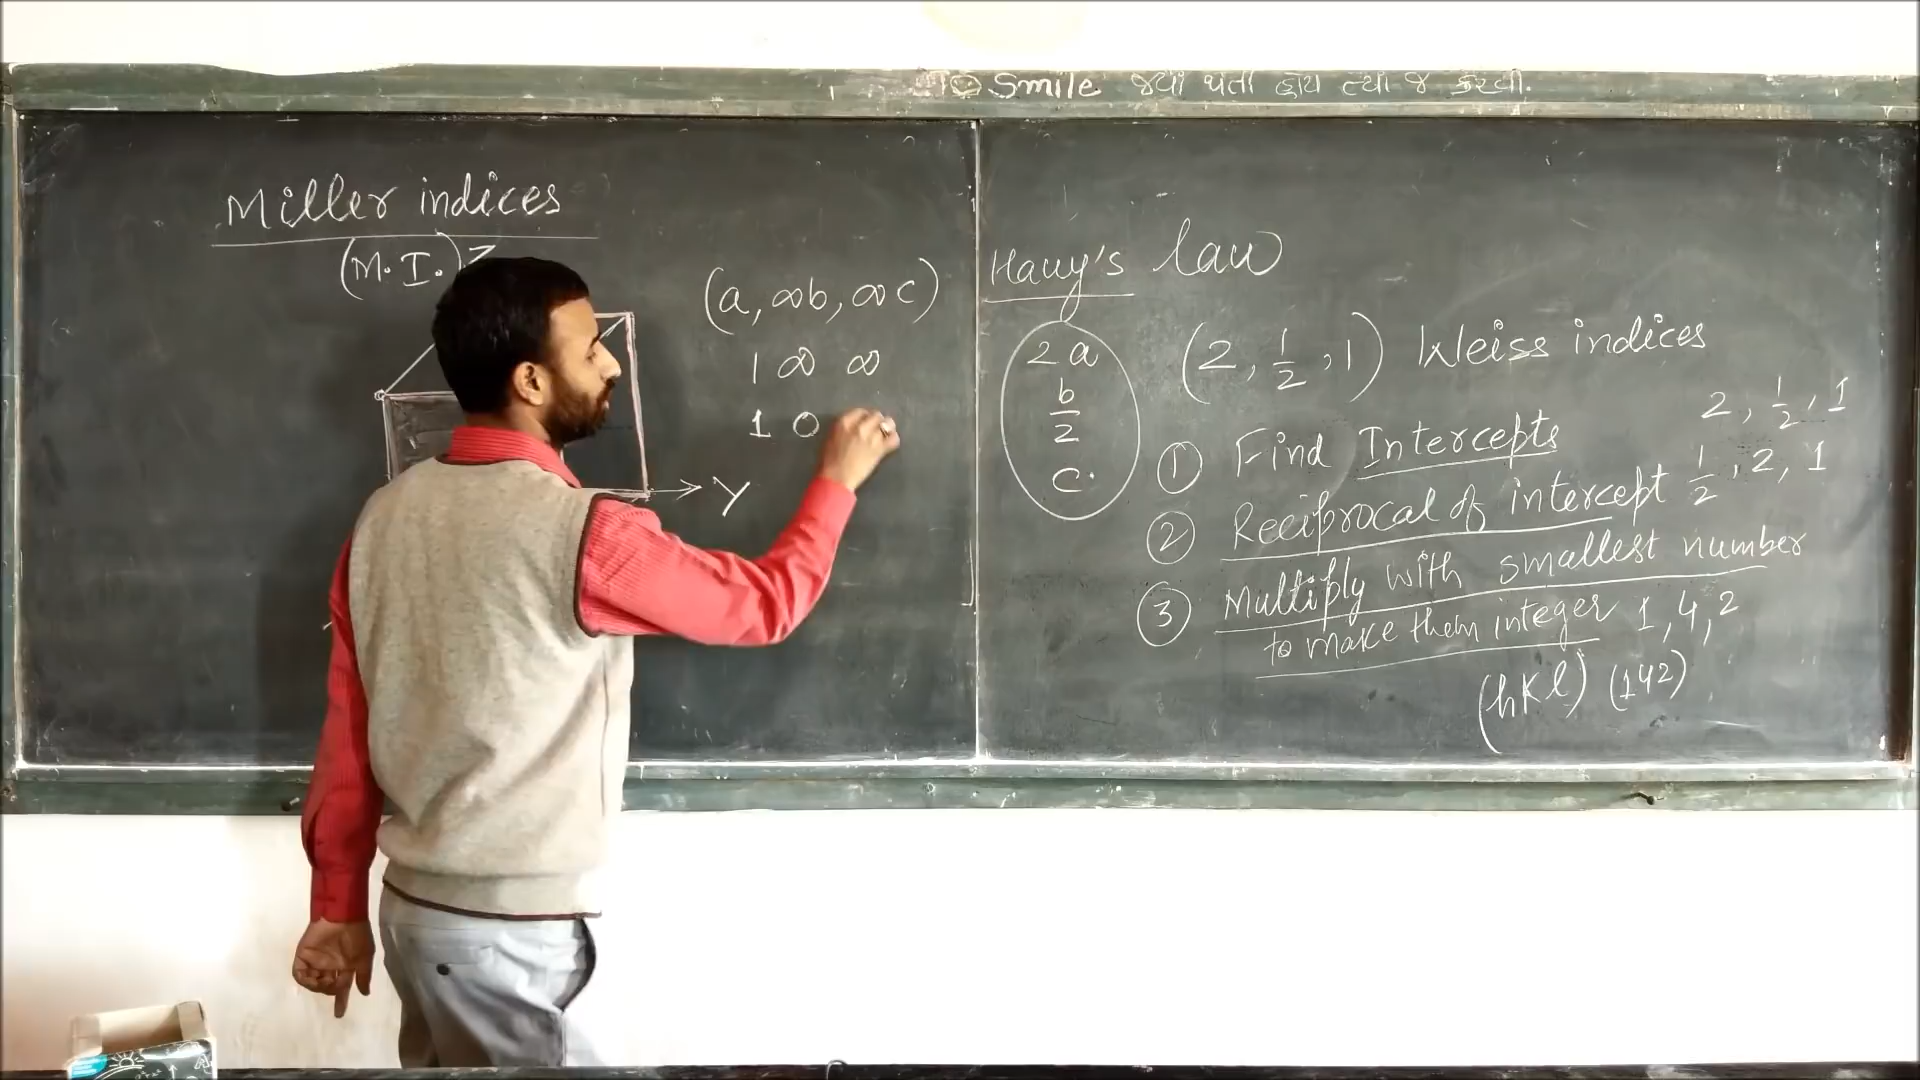 Smile જ્યાં થતી હોય ત્યાં જ કરવી.
Miller indices
(M. I.)
Z
Y
(a, ∞b, ∞c)
1 ∞ ∞
1 0
Hauy's law
2a
b/2
c.
(2, 1/2, 1) Weiss indices
2, 1/2, 1
① Find Intercepts
② Reciprocal of intercept 1/2, 2, 1
③ Multiply with smallest number
to make them integer 1, 4, 2
(hKl) (142)